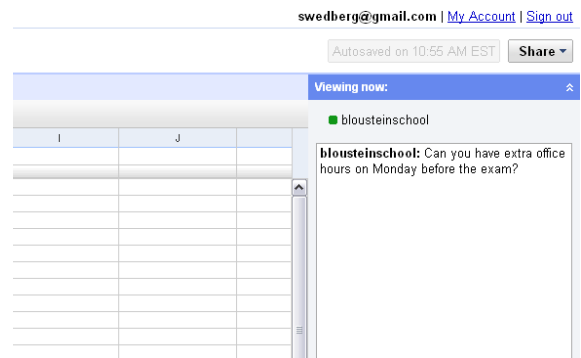 swedberg@gmail.com | My Account | Sign out
Autosaved on 10:55 AM EST
Share
Viewing now:
blousteinschool
I
J
blousteinschool: Can you have extra office
hours on Monday before the exam?